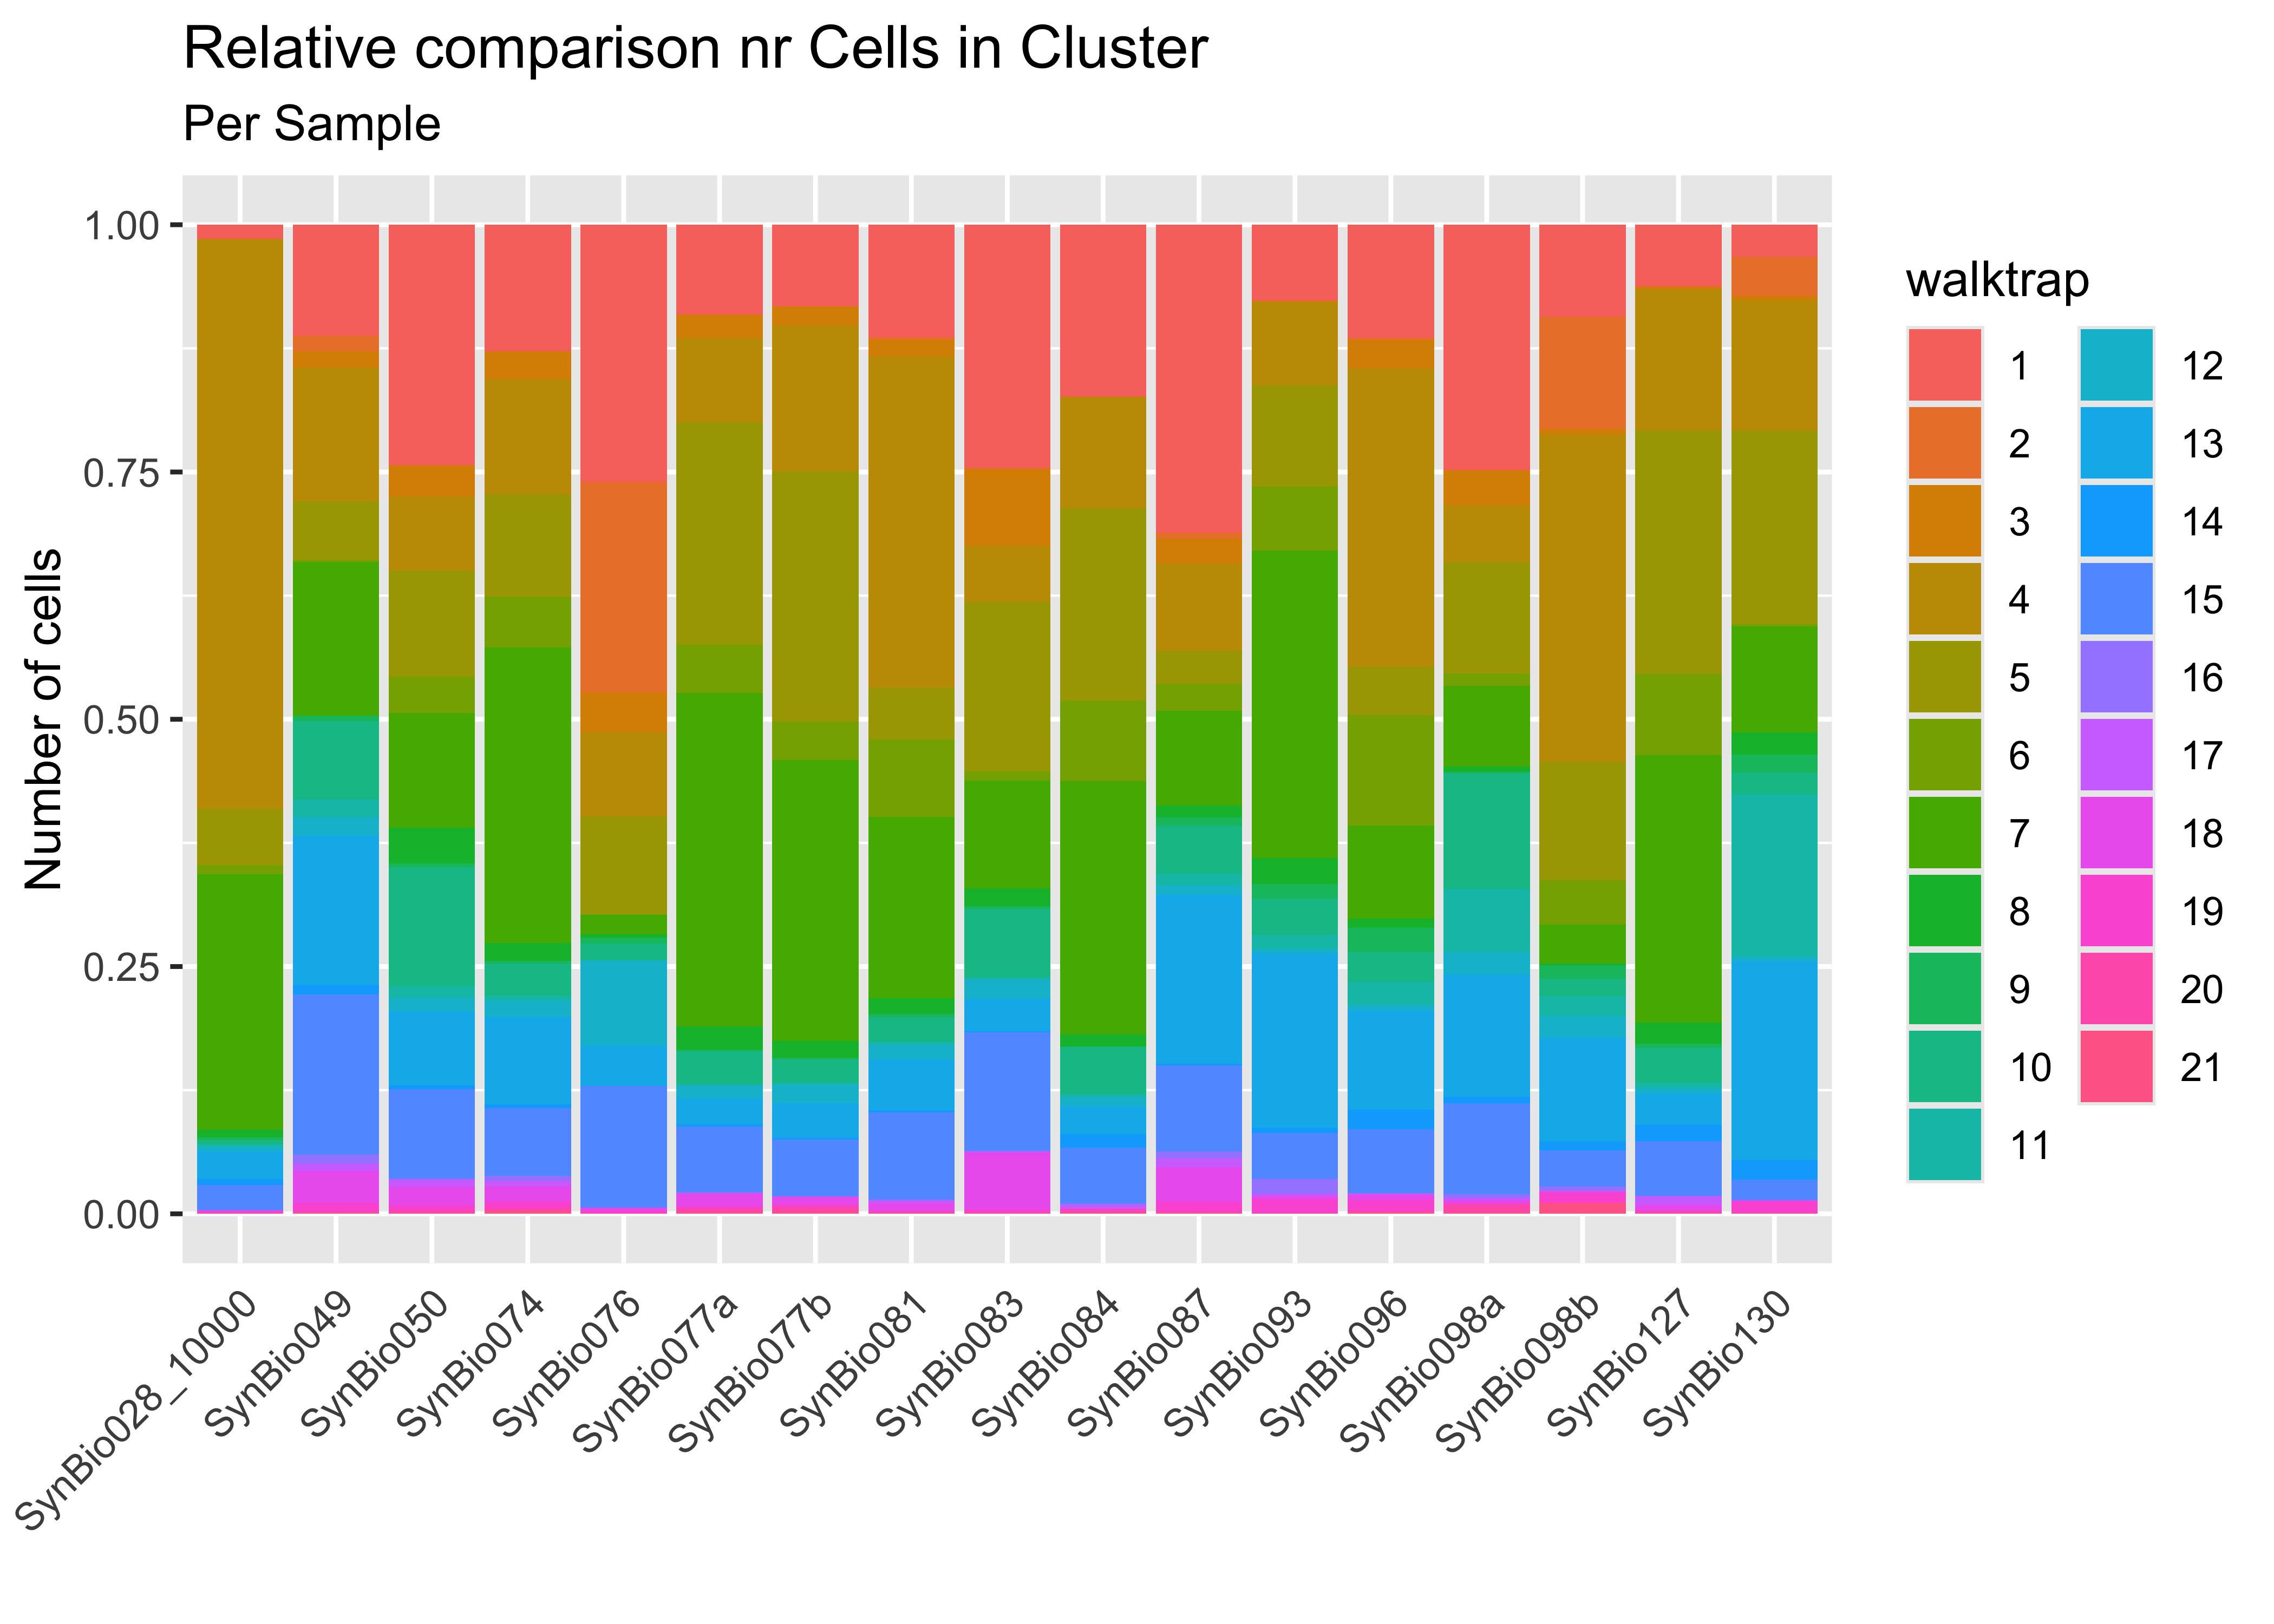 Relative comparison nr Cells in Cluster
Per Sample
Number of cells
1.00
0.75
0.50
0.25
0.00
SynBio028_10000
SynBio049
SynBio050
SynBio074
SynBio076
SynBio077a
SynBio077b
SynBio081
SynBio083
SynBio084
SynBio087
SynBio093
SynBio096
SynBio098a
SynBio098b
SynBio127
SynBio130
walktrap
1
2
3
4
5
6
7
8
9
10
11
12
13
14
15
16
17
18
19
20
21